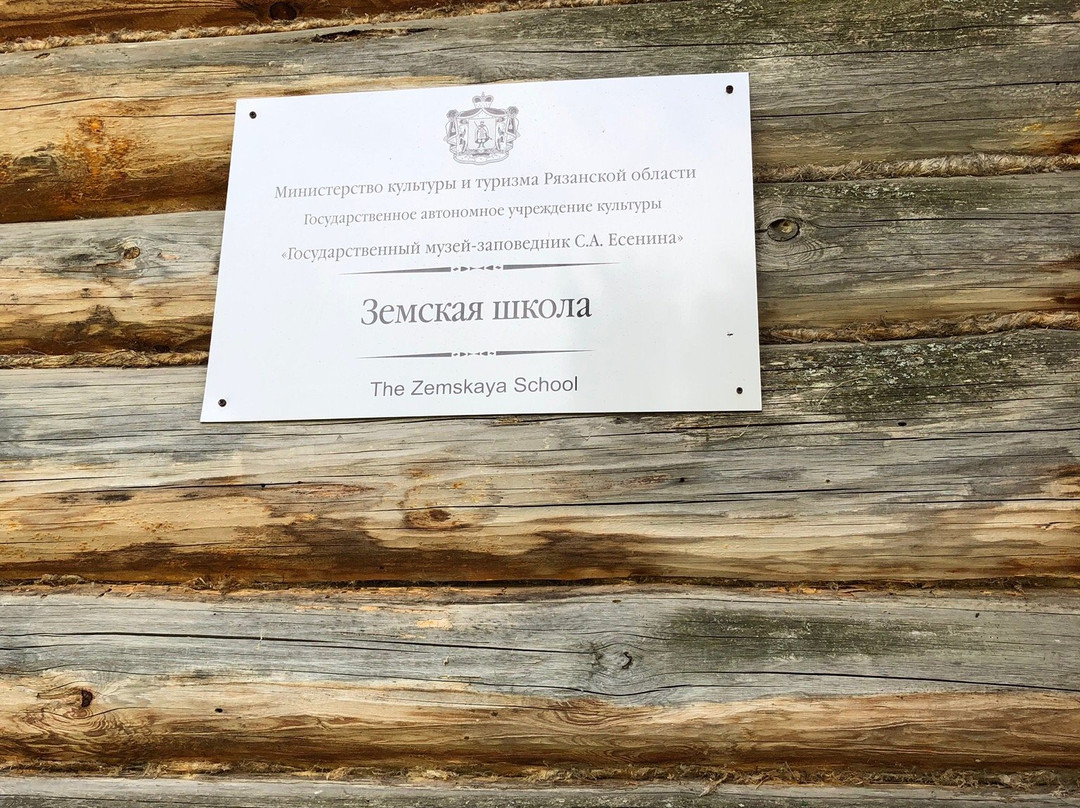 Министерство культуры и туризма Рязанской области
Государственное автономное учреждение культуры
«Государственный музей-заповедник С.А. Есенина»
Земская школа
The Zemskaya School